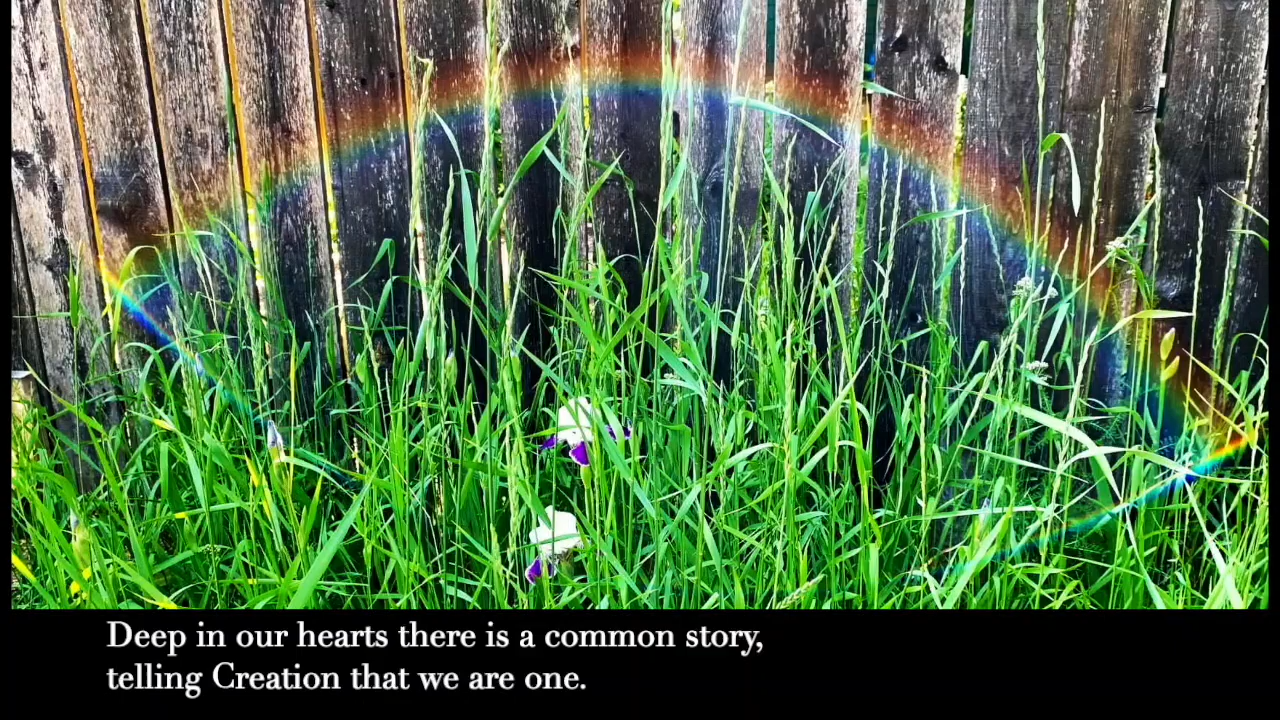 Deep in our hearts there is a common story,
telling Creation that we are one.